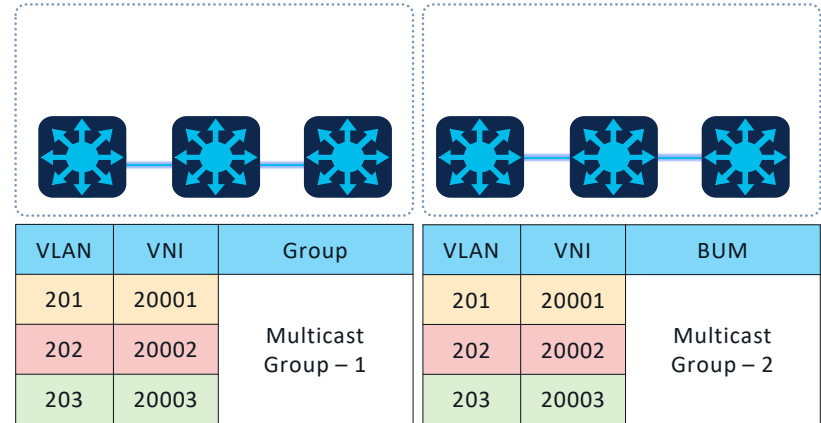 VLAN VNI Group
201 20001
202 20002
203 20003
Multicast
Group – 1
VLAN VNI BUM
201 20001
202 20002
203 20003
Multicast
Group – 2